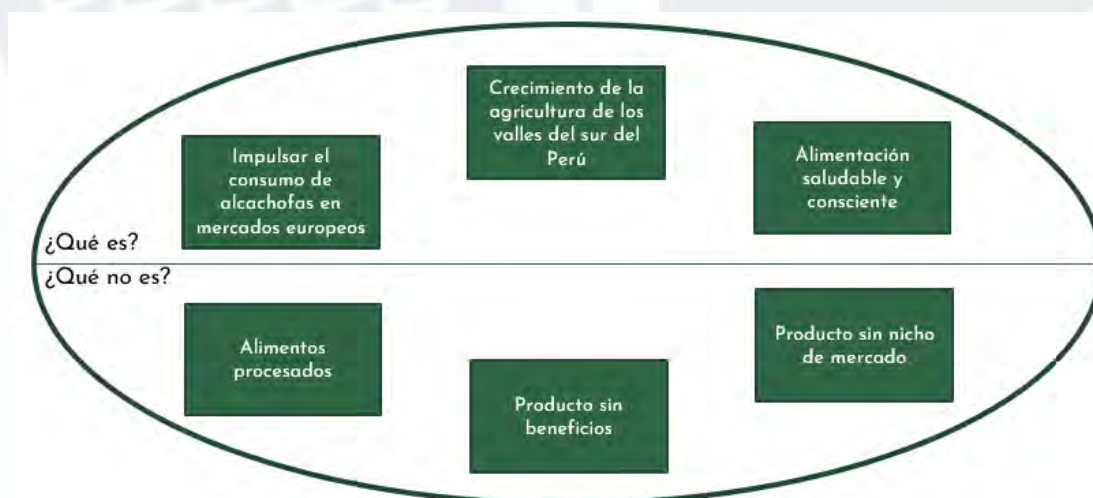 Crecimiento de la
agricultura de los
valles del sur del
Perú
Impulsar el
consumo de
alcachofas en
mercados europeos
Alimentación
saludable y
consciente
¿Qué es?
¿Qué no es?
Alimentos
procesados
Producto sin
beneficios
Producto sin nicho
de mercado